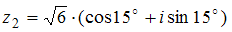 z₂ = √6 · (cos15° + i sin 15°)